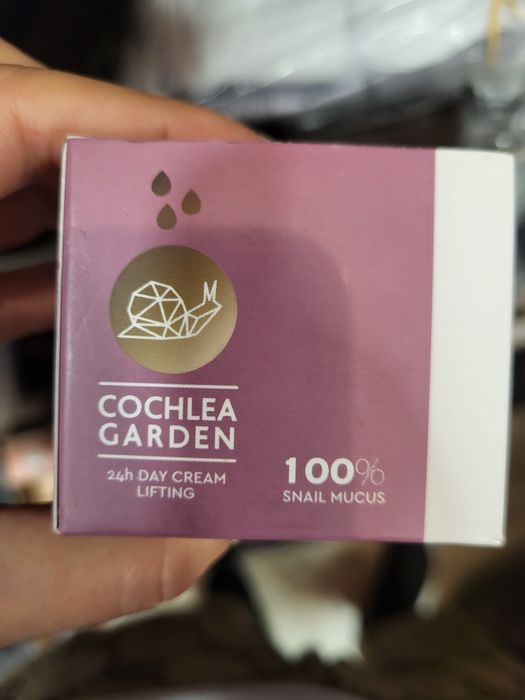 COCHLEA
GARDEN
24h DAY CREAM
LIFTING
100%
SNAIL MUCUS